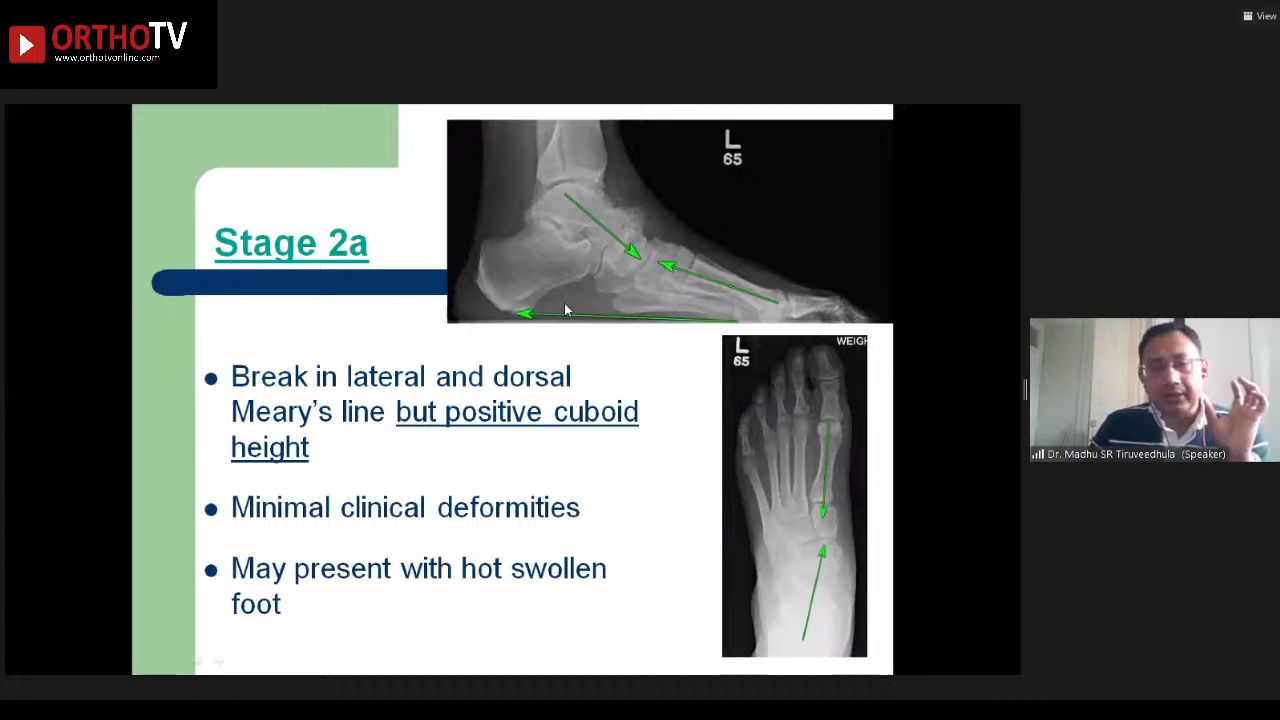 ORTHOTV
www.orthotvonline.com
View
Stage 2a
L
65
Break in lateral and dorsal
Meary's line but positive cuboid
height
Minimal clinical deformities
May present with hot swollen
foot
L
65
WEIGH
Dr. Madhu SR Tiruveedhula (Speaker)